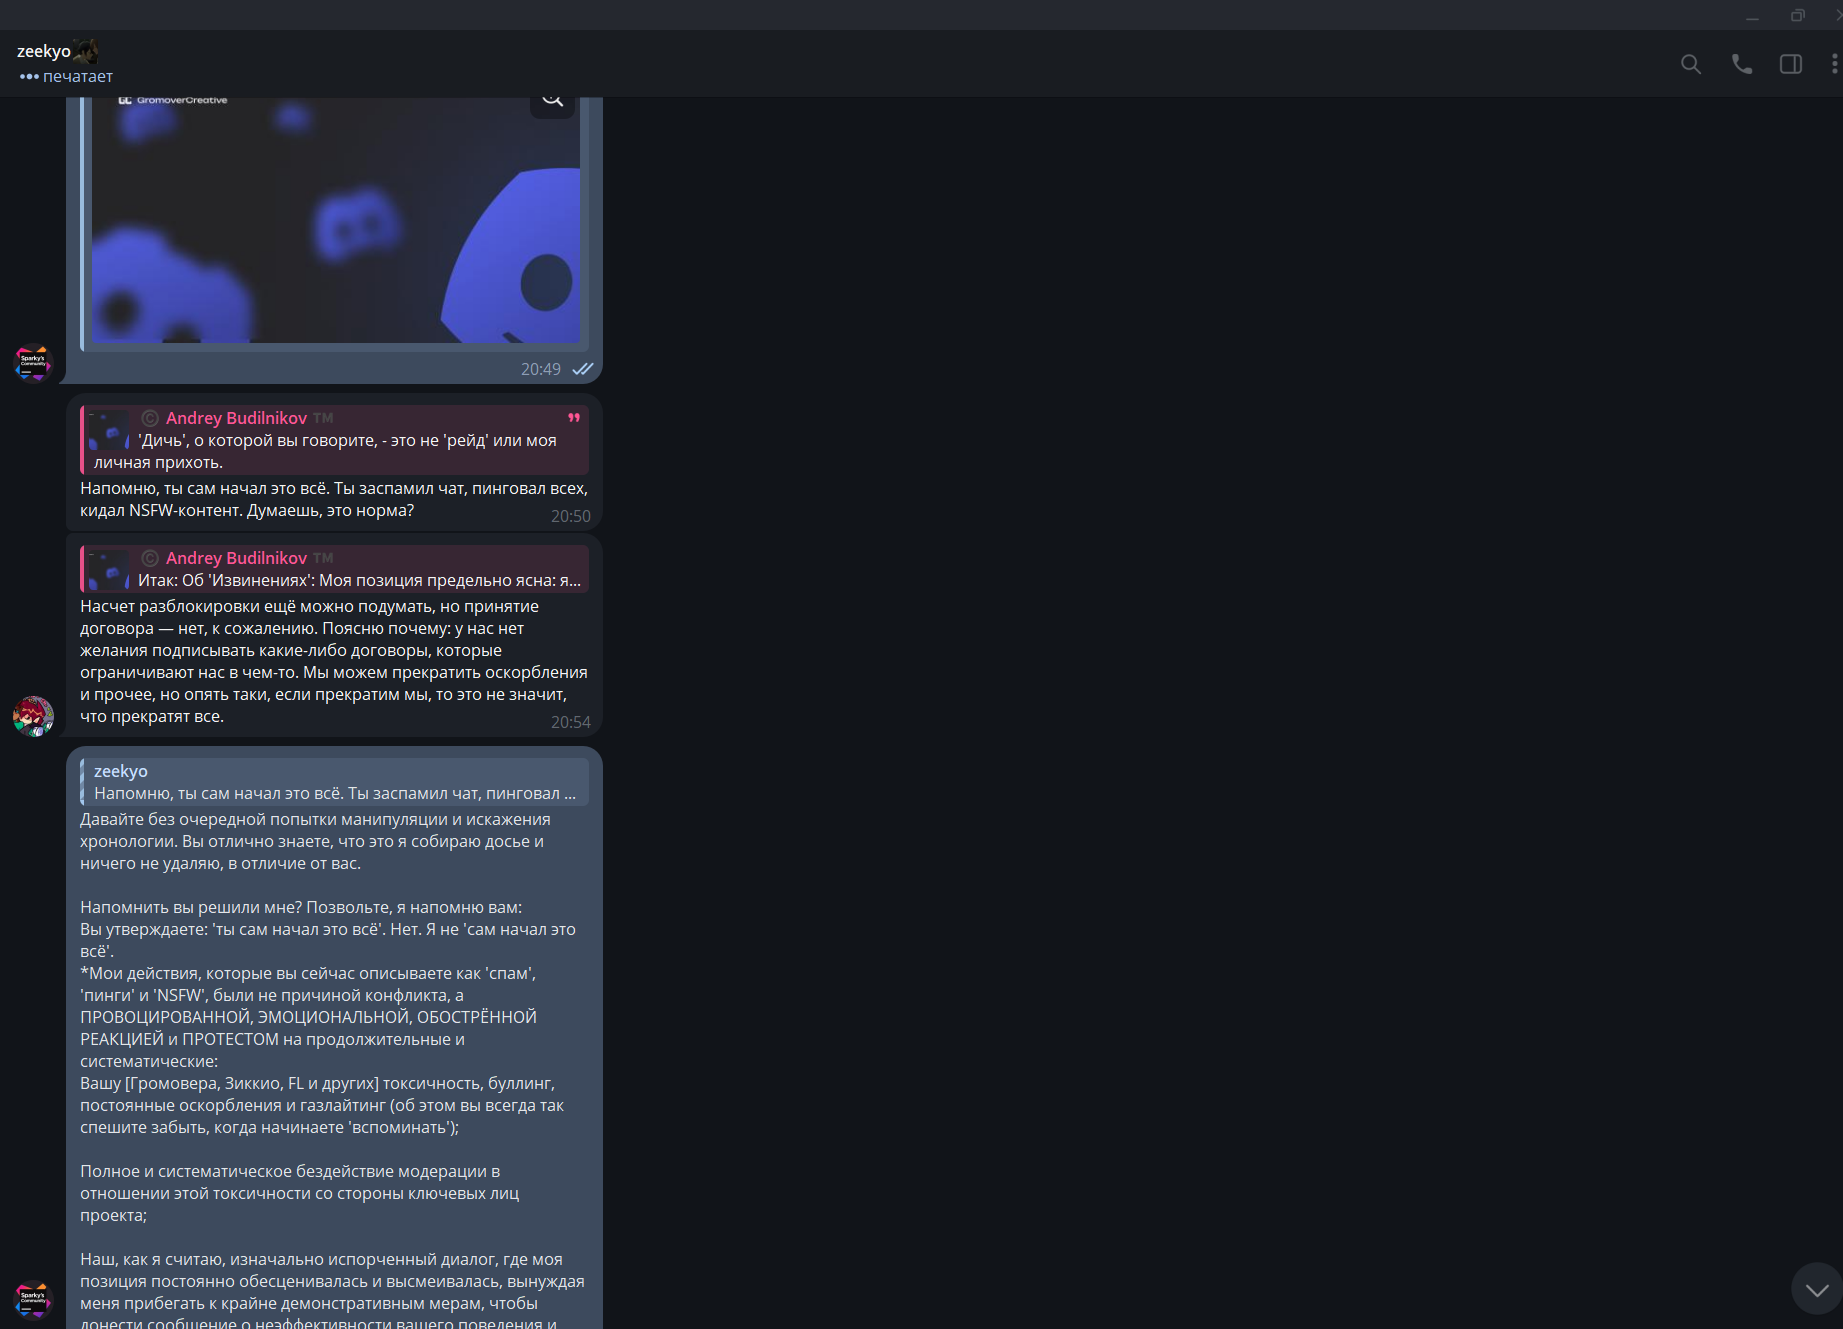 zeekyo
••• печатает
GC GromoverCreative
20:49
© Andrey Budilnikov TM
'Дичь', о которой вы говорите, - это не 'рейд' или моя
личная прихоть.
Напомню, ты сам начал это всё. Ты заспамил чат, пинговал всех,
кидал NSFW-контент. Думаешь, это норма?
20:50
© Andrey Budilnikov TM
Итак: Об 'Извинениях': Моя позиция предельно ясна: я...
Насчет разблокировки ещё можно подумать, но принятие
договора — нет, к сожалению. Поясню почему: у нас нет
желания подписывать какие-либо договоры, которые
ограничивают нас в чем-то. Мы можем прекратить оскорбления
и прочее, но опять таки, если прекратим мы, то это не значит,
что прекратят все.
20:54
zeekyo
Напомню, ты сам начал это всё. Ты заспамил чат, пинговал ...
Давайте без очередной попытки манипуляции и искажения
хронологии. Вы отлично знаете, что это я собираю досье и
ничего не удаляю, в отличие от вас.
Напомнить вы решили мне? Позвольте, я напомню вам:
Вы утверждаете: 'ты сам начал это всё'. Нет. Я не 'сам начал это
всё'.
*Мои действия, которые вы сейчас описываете как 'спам',
'пинги' и 'NSFW', были не причиной конфликта, а
ПРОВОЦИРОВАННОЙ, ЭМОЦИОНАЛЬНОЙ, ОБОСТРЁННОЙ
РЕАКЦИЕЙ и ПРОТЕСТОМ на продолжительные и
систематические:
Вашу [Громовера, Зиккио, FL и других] токсичность, буллинг,
постоянные оскорбления и газлайтинг (об этом вы всегда так
спешите забыть, когда начинаете 'вспоминать');
Полное и систематическое бездействие модерации в
отношении этой токсичности со стороны ключевых лиц
проекта;
Sparky's
Community
Наш, как я считаю, изначально испорченный диалог, где моя
позиция постоянно обесценивалась и высмеивалась, вынуждая
меня прибегать к крайне демонстративным мерам, чтобы
донести сообщение о неэффективности вашего поведения и